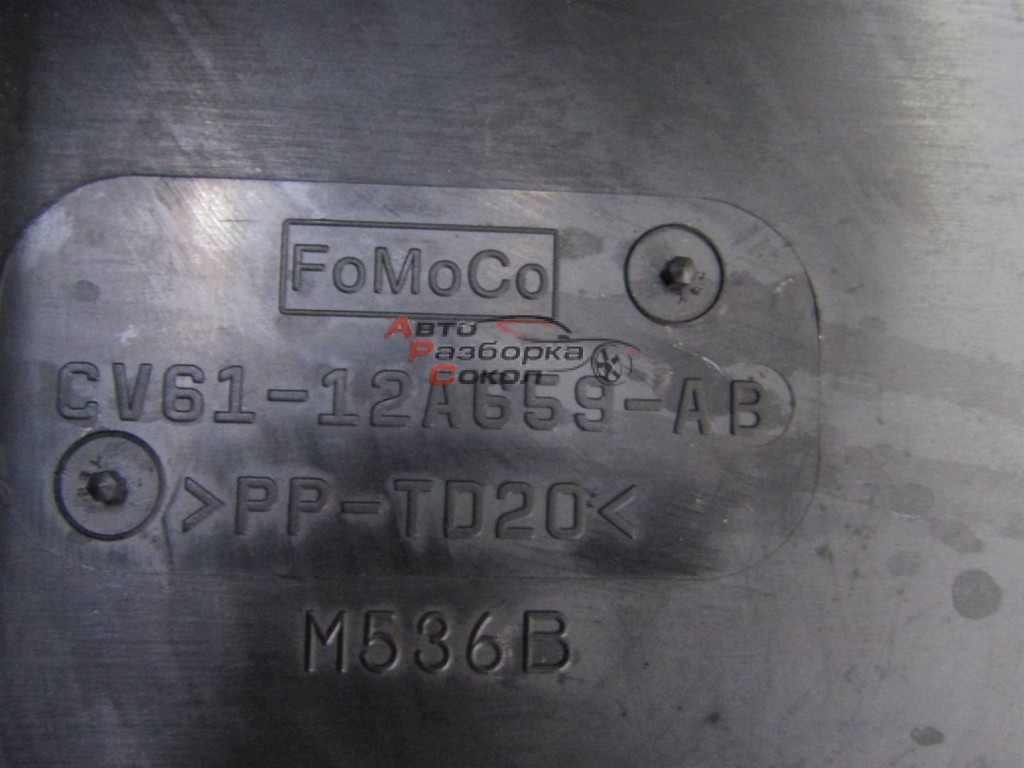 FoMoCo
Авто
Разборка
Сокол
CV61-12A659-AB
>PP-TD20<
M536B